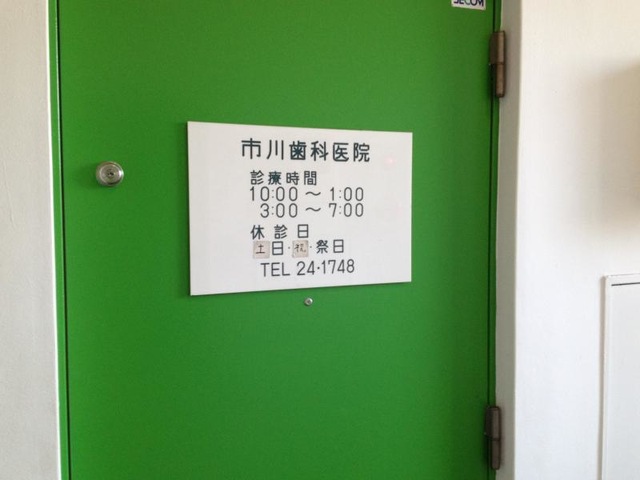 SECOM
市川歯科医院
診療時間
10:00～1:00
3:00～7:00
休診日
土日·祝·祭日
TEL 24·1748